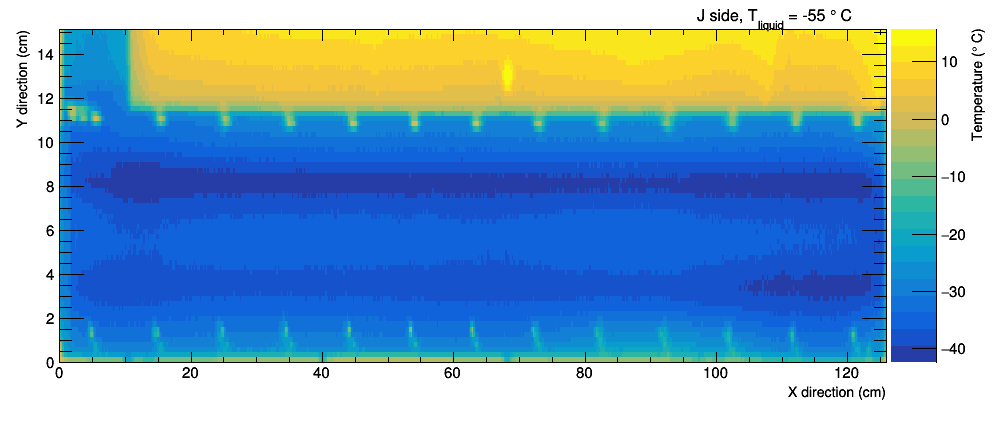 J side, T_liquid = -55 ° C
Y direction (cm)
14
12
10
8
6
4
2
0
0 20 40 60 80 100 120
X direction (cm)
10
0
−10
−20
−30
−40
Temperature (° C)